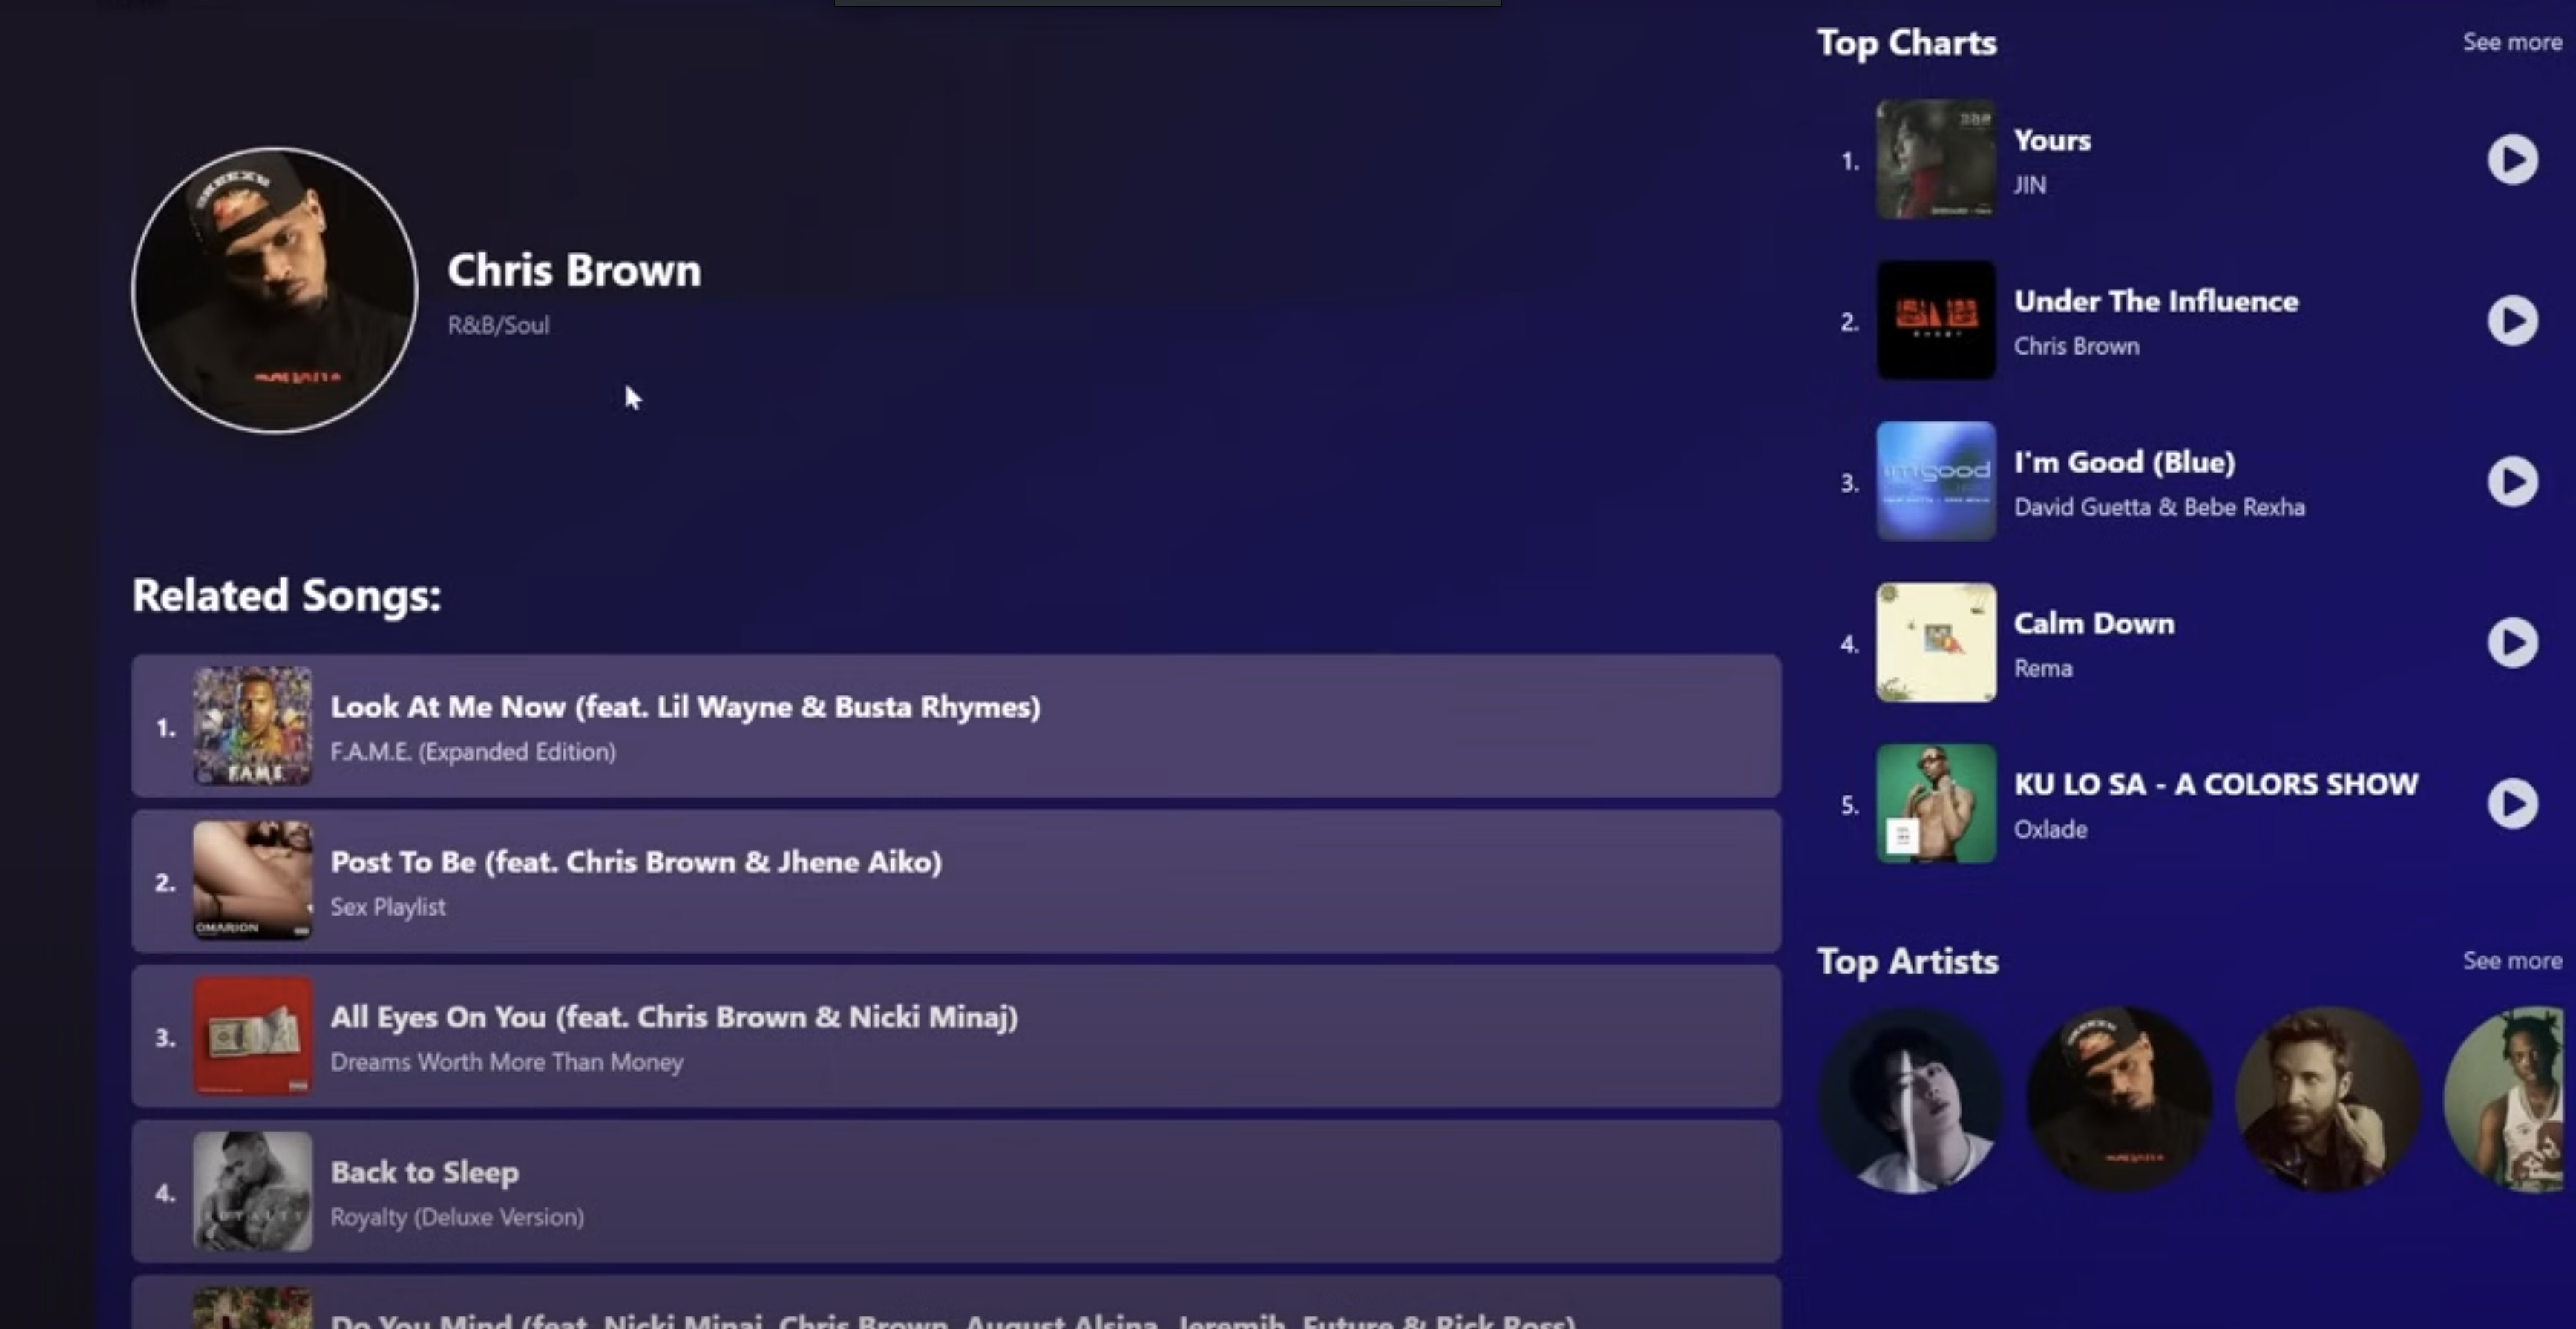 Chris Brown
R&B/Soul
Related Songs:
1.
F.A.M.E.
Look At Me Now (feat. Lil Wayne & Busta Rhymes)
F.A.M.E. (Expanded Edition)
2.
OMARION
Post To Be (feat. Chris Brown & Jhene Aiko)
Sex Playlist
3.
All Eyes On You (feat. Chris Brown & Nicki Minaj)
Dreams Worth More Than Money
4.
ROYALTY
Back to Sleep
Royalty (Deluxe Version)
Do You Mind (feat. Nicki Minaj, Chris Brown, August Alsina, Jeremih, Future & Rick Ross)
Top Charts
See more
1.
Yours
JIN
2.
Under The Influence
Chris Brown
3.
i'm good
I'm Good (Blue)
David Guetta & Bebe Rexha
4.
Calm Down
Rema
5.
KU LO SA - A COLORS SHOW
Oxlade
Top Artists
See more